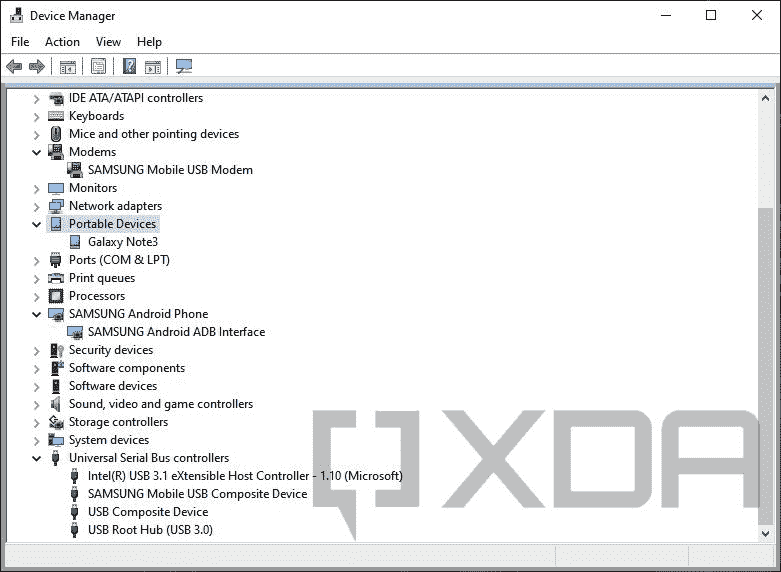 Device Manager
File Action View Help
IDE ATA/ATAPI controllers
Keyboards
Mice and other pointing devices
Modems
SAMSUNG Mobile USB Modem
Monitors
Network adapters
Portable Devices
Galaxy Note3
Ports (COM & LPT)
Print queues
Processors
SAMSUNG Android Phone
SAMSUNG Android ADB Interface
Security devices
Software components
Software devices
Sound, video and game controllers
Storage controllers
System devices
Universal Serial Bus controllers
Intel(R) USB 3.1 eXtensible Host Controller - 1.10 (Microsoft)
SAMSUNG Mobile USB Composite Device
USB Composite Device
USB Root Hub (USB 3.0)
XDA